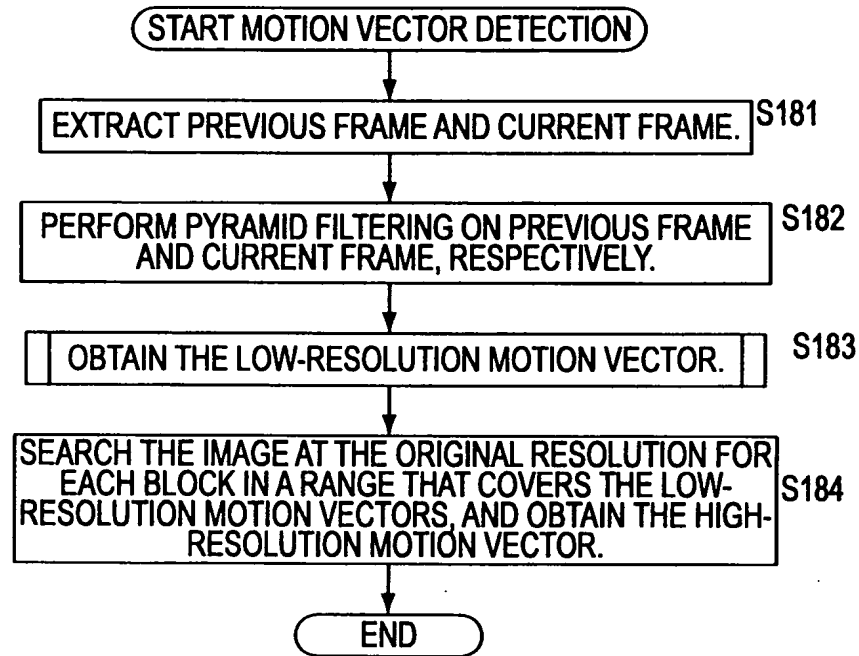 START MOTION VECTOR DETECTION
EXTRACT PREVIOUS FRAME AND CURRENT FRAME.
S181
PERFORM PYRAMID FILTERING ON PREVIOUS FRAME
AND CURRENT FRAME, RESPECTIVELY.
S182
OBTAIN THE LOW-RESOLUTION MOTION VECTOR.
S183
SEARCH THE IMAGE AT THE ORIGINAL RESOLUTION FOR
EACH BLOCK IN A RANGE THAT COVERS THE LOW-
RESOLUTION MOTION VECTORS, AND OBTAIN THE HIGH-
RESOLUTION MOTION VECTOR.
S184
END